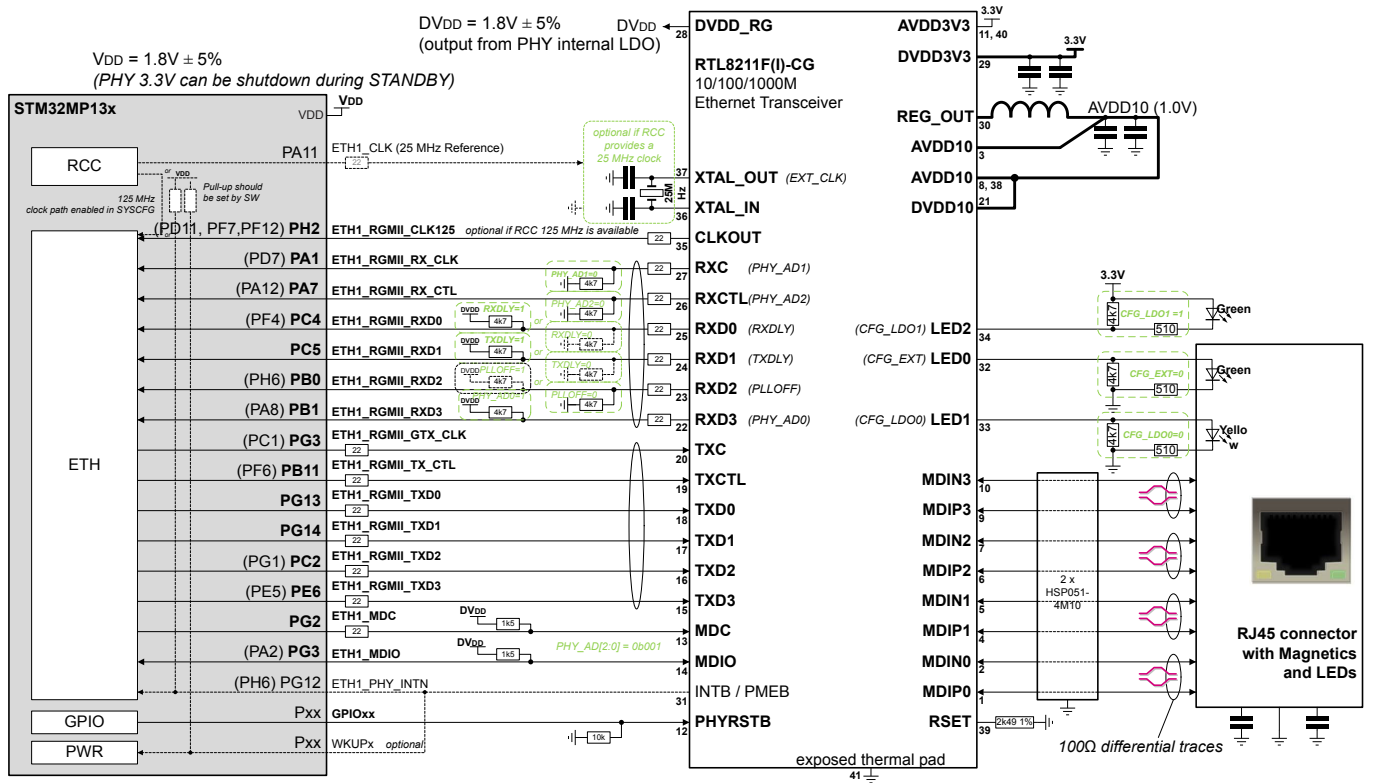 DVDD = 1.8V ± 5%
(output from PHY internal LDO)
DVDD
28
DVDD_RG
AVDD3V3
3.3V
11, 40
VDD = 1.8V ± 5%
(PHY 3.3V can be shutdown during STANDBY)
RTL8211F(I)-CG
10/100/1000M
Ethernet Transceiver
DVDD3V3
29
3.3V
STM32MP13x
VDD
VDD
REG_OUT
30
AVDD10 (1.0V)
RCC
PA11
ETH1_CLK (25 MHz Reference)
22
optional if RCC
provides a
25 MHz clock
AVDD10
3
or
VDD
Pull-up should
be set by SW
125 MHz
clock path enabled in SYSCFG
or
37
XTAL_OUT (EXT_CLK)
AVDD10
8, 38
25M
Hz
36
XTAL_IN
DVDD10
21
(PD11, PF7,PF12) PH2
ETH1_RGMII_CLK125 optional if RCC 125 MHz is available
22
35
CLKOUT
(PD7) PA1
ETH1_RGMII_RX_CLK
PHY_AD1=0
4k7
22
27
RXC (PHY_AD1)
3.3V
(PA12) PA7
ETH1_RGMII_RX_CTL
PHY_AD2=0
4k7
22
26
RXCTL(PHY_AD2)
4k7
CFG_LDO1 =1
510
Green
(PF4) PC4
ETH1_RGMII_RXD0
DVDD
RXDLY=1
4k7
or
RXDLY=0
4k7
22
25
RXD0 (RXDLY)
(CFG_LDO1) LED2
34
PC5
ETH1_RGMII_RXD1
DVDD
TXDLY=1
4k7
or
TXDLY=0
4k7
22
24
RXD1 (TXDLY)
(CFG_EXT) LED0
32
4k7
CFG_EXT=0
510
Green
(PH6) PB0
ETH1_RGMII_RXD2
DVDD
PLLOFF=1
4k7
or
PLLOFF=0
4k7
22
23
RXD2 (PLLOFF)
(PA8) PB1
ETH1_RGMII_RXD3
DVDD
PHY_AD0=1
4k7
22
22
RXD3 (PHY_AD0)
(CFG_LDO0) LED1
33
4k7
CFG_LDO0=0
510
Yello
w
(PC1) PG3
ETH1_RGMII_GTX_CLK
22
20
TXC
ETH
(PF6) PB11
ETH1_RGMII_TX_CTL
22
19
TXCTL
MDIN3
10
PG13
ETH1_RGMII_TXD0
22
18
TXD0
MDIP3
9
PG14
ETH1_RGMII_TXD1
22
17
TXD1
MDIN2
7
(PG1) PC2
ETH1_RGMII_TXD2
22
16
TXD2
MDIP2
6
2 x
HSP051-
4M10
(PE5) PE6
ETH1_RGMII_TXD3
22
15
TXD3
MDIN1
5
PG2
ETH1_MDC
22
DVDD
1k5
13
MDC
MDIP1
4
RJ45 connector
with Magnetics
and LEDs
(PA2) PG3
ETH1_MDIO
DVDD
1k5
PHY_AD[2:0] = 0b001
14
MDIO
MDIN0
2
(PH6) PG12
ETH1_PHY_INTN
31
INTB / PMEB
MDIP0
1
GPIO
Pxx
GPIOxx
10k
12
PHYRSTB
RSET
39
2k49 1%
PWR
Pxx
WKUPx optional
100Ω differential traces
exposed thermal pad
41